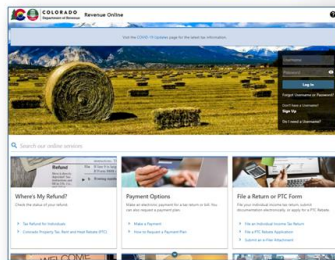 COLORADO
Department of Revenue
Revenue Online
Visit the COVID-19 Updates page for the latest tax information.
Username
Password
Log In
Forgot Username or Password?
Don't have a Username?
Sign Up
Do I need a Username?
Search our online services
Refund
Where's My Refund?
Check the status of your refund.
Tax Refund for Individuals
Colorado Property Tax, Rent and Heat Rebate (PTC)
Payment Options
Make an electronic payment for a tax return or bill. You
can also request a payment plan.
Make a Payment
How to Request a Payment Plan
File a Return or PTC Form
File your individual income tax return, submit
documentation electronically, or apply for a PTC Rebate.
File an Individual Income Tax Return
File a PTC Rebate Application
Submit an e-Filer Attachment
WELCOME